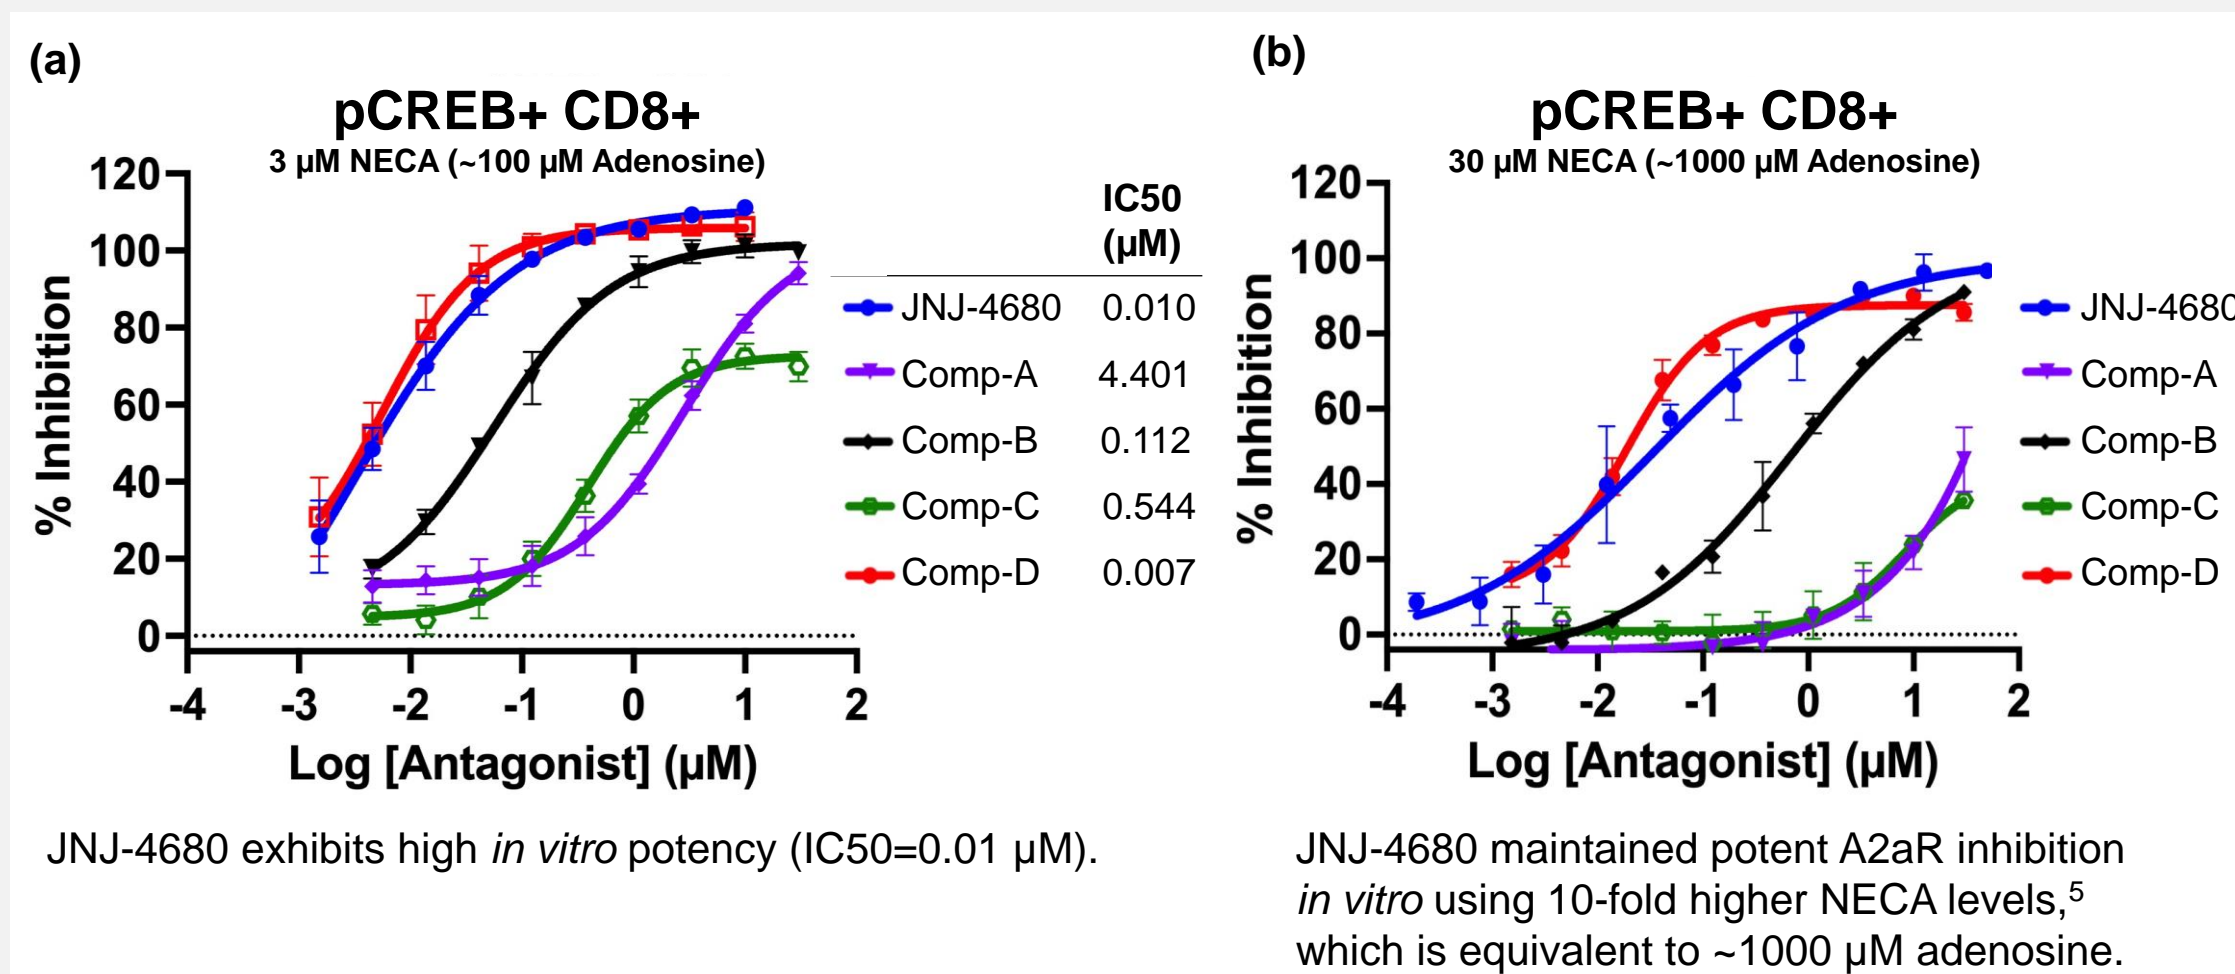 (a)
pCREB+ CD8+
3 µM NECA (~100 µM Adenosine)
120
100
80
60
40
20
0
% Inhibition
-4 -3 -2 -1 0 1 2
Log [Antagonist] (µM)
IC50
(µM)
JNJ-4680 0.010
Comp-A 4.401
Comp-B 0.112
Comp-C 0.544
Comp-D 0.007
JNJ-4680 exhibits high in vitro potency (IC50=0.01 µM).
(b)
pCREB+ CD8+
30 µM NECA (~1000 µM Adenosine)
120
100
80
60
40
20
0
% Inhibition
-4 -3 -2 -1 0 1 2
Log [Antagonist] (µM)
JNJ-4680
Comp-A
Comp-B
Comp-C
Comp-D
JNJ-4680 maintained potent A2aR inhibition
in vitro using 10-fold higher NECA levels,⁵
which is equivalent to ~1000 µM adenosine.